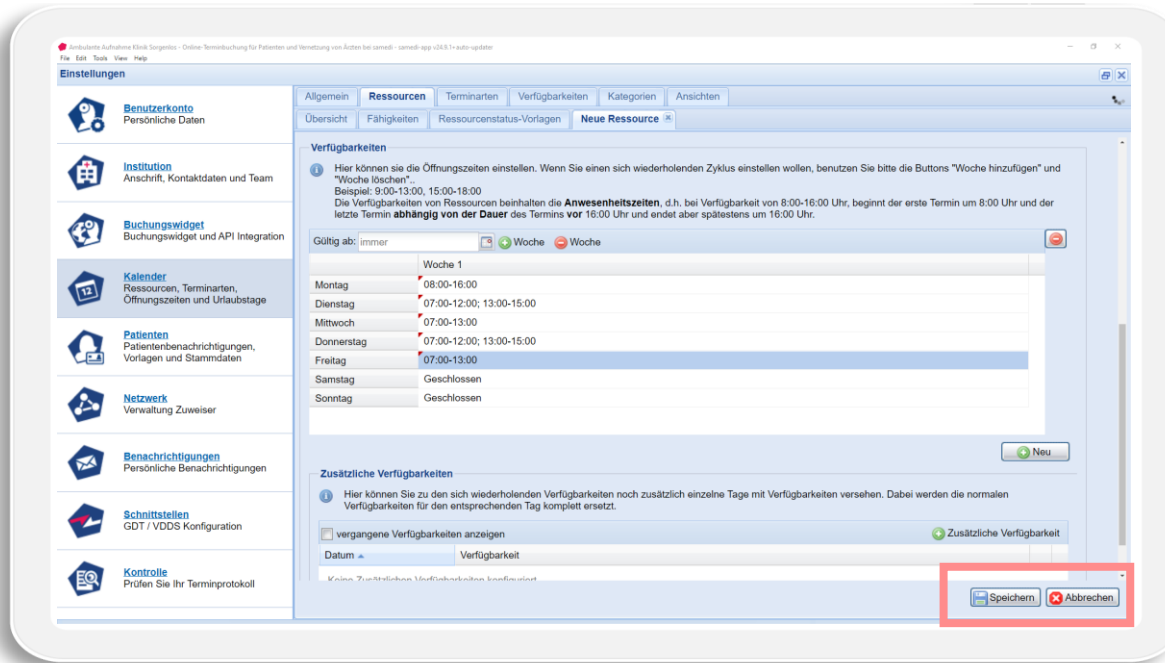 Ambulante Aufnahme Klinik Sorgenlos - Online-Terminbuchung für Patienten und Vernetzung von Ärzten bei samedi - samedi-app v24.9.1+auto-updater
File Edit Tools View Help
Einstellungen
Benutzerkonto
Persönliche Daten
Institution
Anschrift, Kontaktdaten und Team
Buchungswidget
Buchungswidget und API Integration
12
Kalender
Ressourcen, Terminarten,
Öffnungszeiten und Urlaubstage
Patienten
Patientenbenachrichtigungen,
Vorlagen und Stammdaten
Netzwerk
Verwaltung Zuweiser
Benachrichtigungen
Persönliche Benachrichtigungen
Schnittstellen
GDT / VDDS Konfiguration
Kontrolle
Prüfen Sie Ihr Terminprotokoll
Allgemein Ressourcen Terminarten Verfügbarkeiten Kategorien Ansichten
Übersicht Fähigkeiten Ressourcenstatus-Vorlagen Neue Ressource
Verfügbarkeiten
Hier können sie die Öffnungszeiten einstellen. Wenn Sie einen sich wiederholenden Zyklus einstellen wollen, benutzen Sie bitte die Buttons "Woche hinzufügen" und
"Woche löschen"..
Beispiel: 9:00-13:00, 15:00-18:00
Die Verfügbarkeiten von Ressourcen beinhalten die Anwesenheitszeiten, d.h. bei Verfügbarkeit von 8:00-16:00 Uhr, beginnt der erste Termin um 8:00 Uhr und der
letzte Termin abhängig von der Dauer des Termins vor 16:00 Uhr und endet aber spätestens um 16:00 Uhr.
Gültig ab: immer Woche Woche
Woche 1
Montag 08:00-16:00
Dienstag 07:00-12:00; 13:00-15:00
Mittwoch 07:00-13:00
Donnerstag 07:00-12:00; 13:00-15:00
Freitag 07:00-13:00
Samstag Geschlossen
Sonntag Geschlossen
Neu
Zusätzliche Verfügbarkeiten
Hier können Sie zu den sich wiederholenden Verfügbarkeiten noch zusätzlich einzelne Tage mit Verfügbarkeiten versehen. Dabei werden die normalen
Verfügbarkeiten für den entsprechenden Tag komplett ersetzt.
vergangene Verfügbarkeiten anzeigen Zusätzliche Verfügbarkeit
Datum Verfügbarkeit
Keine Zusätzlichen Verfügbarkeiten konfiguriert
Speichern Abbrechen